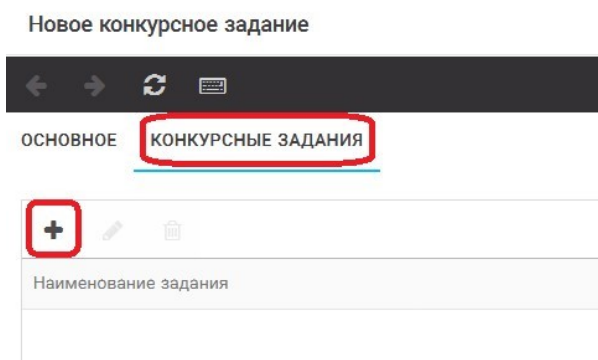 Новое конкурсное задание
ОСНОВНОЕ КОНКУРСНЫЕ ЗАДАНИЯ
Наименование задания